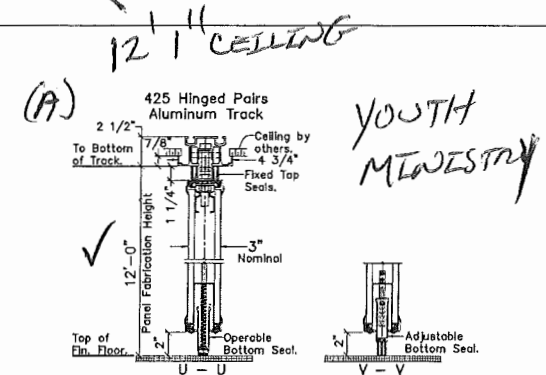 12' 1" CEILING
(A)
425 Hinged Pairs
Aluminum Track
YOUTH
MINISTRY
2 1/2"
7/8"
Ceiling by
others.
To Bottom
of Track.
4 3/4"
Fixed Top
Seals.
1 1/4"
12'-0"
Panel Fabrication Height
3"
Nominal
Top of
Fin. Floor.
2"
Operable
Bottom Seal.
2"
Adjustable
Bottom Seal.
U - U
V - V